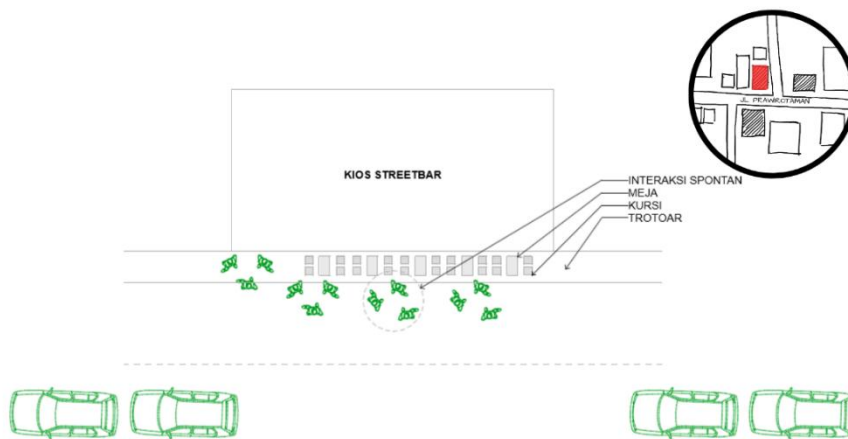 JL PRAWIROTAMAN
KIOS STREETBAR
INTERAKSI SPONTAN
MEJA
KURSI
TROTOAR